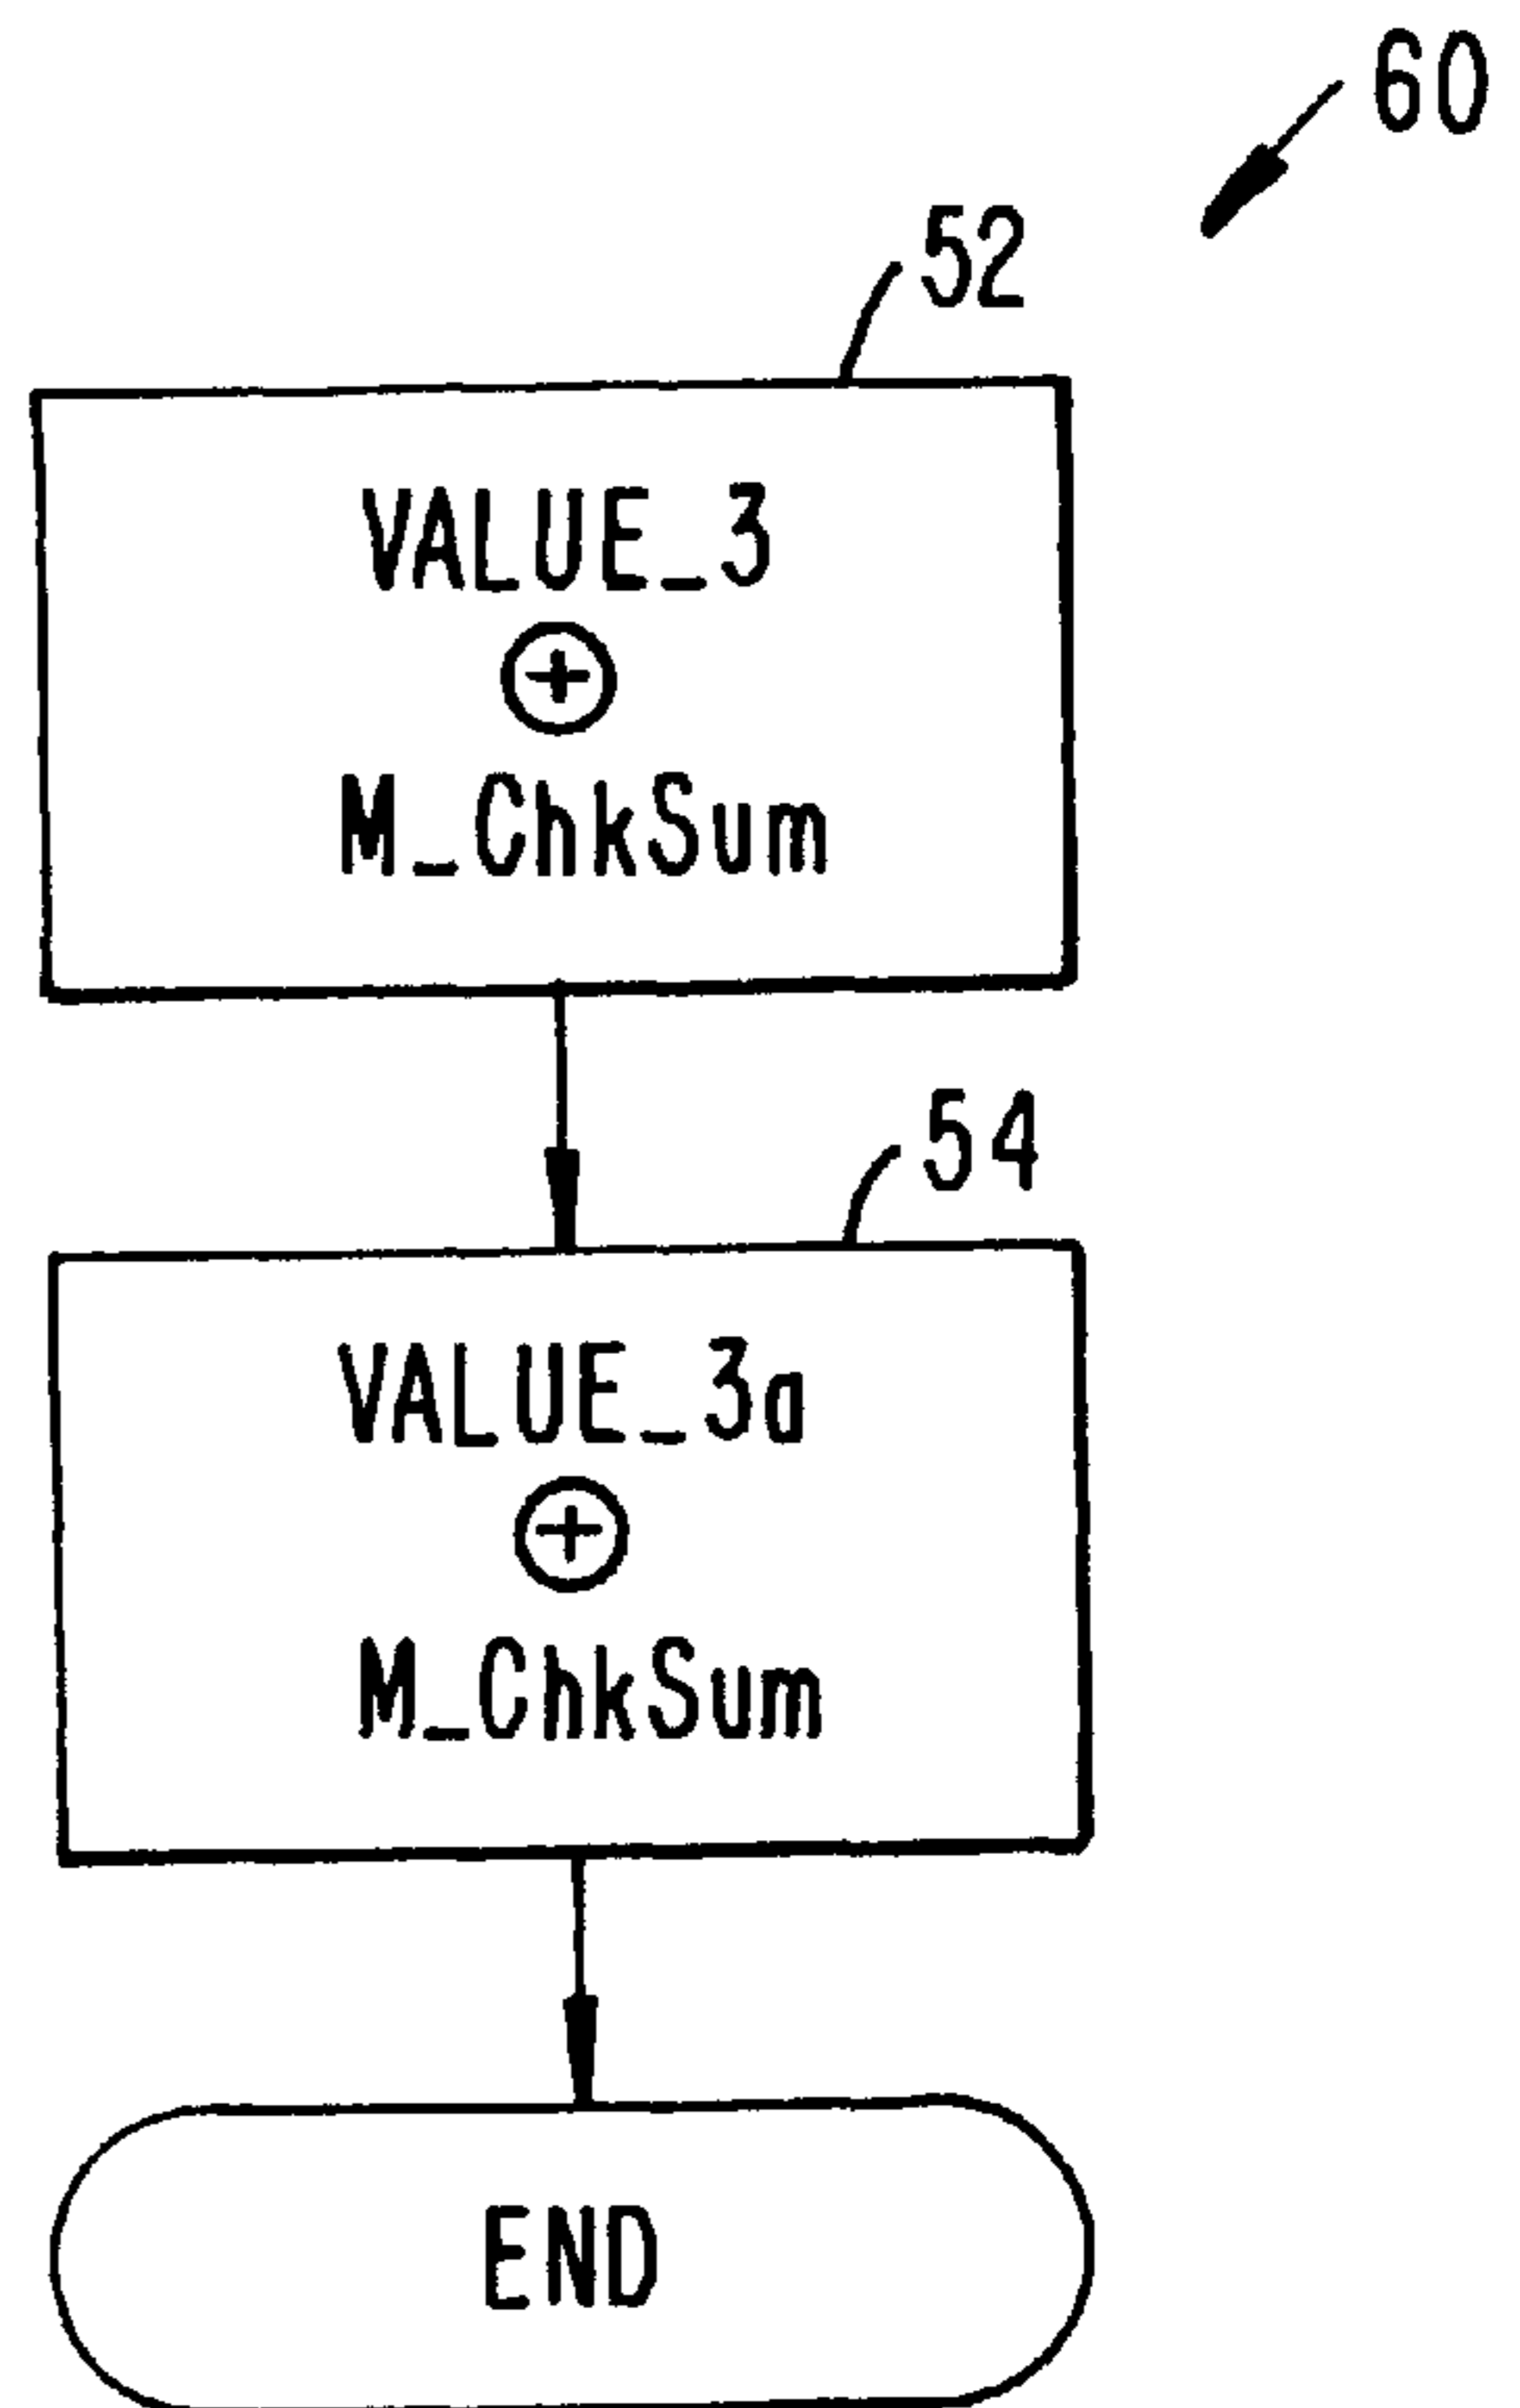 60
52
VALUE_3
⊕
M_ChkSum
54
VALUE_3a
⊕
M_ChkSum
END